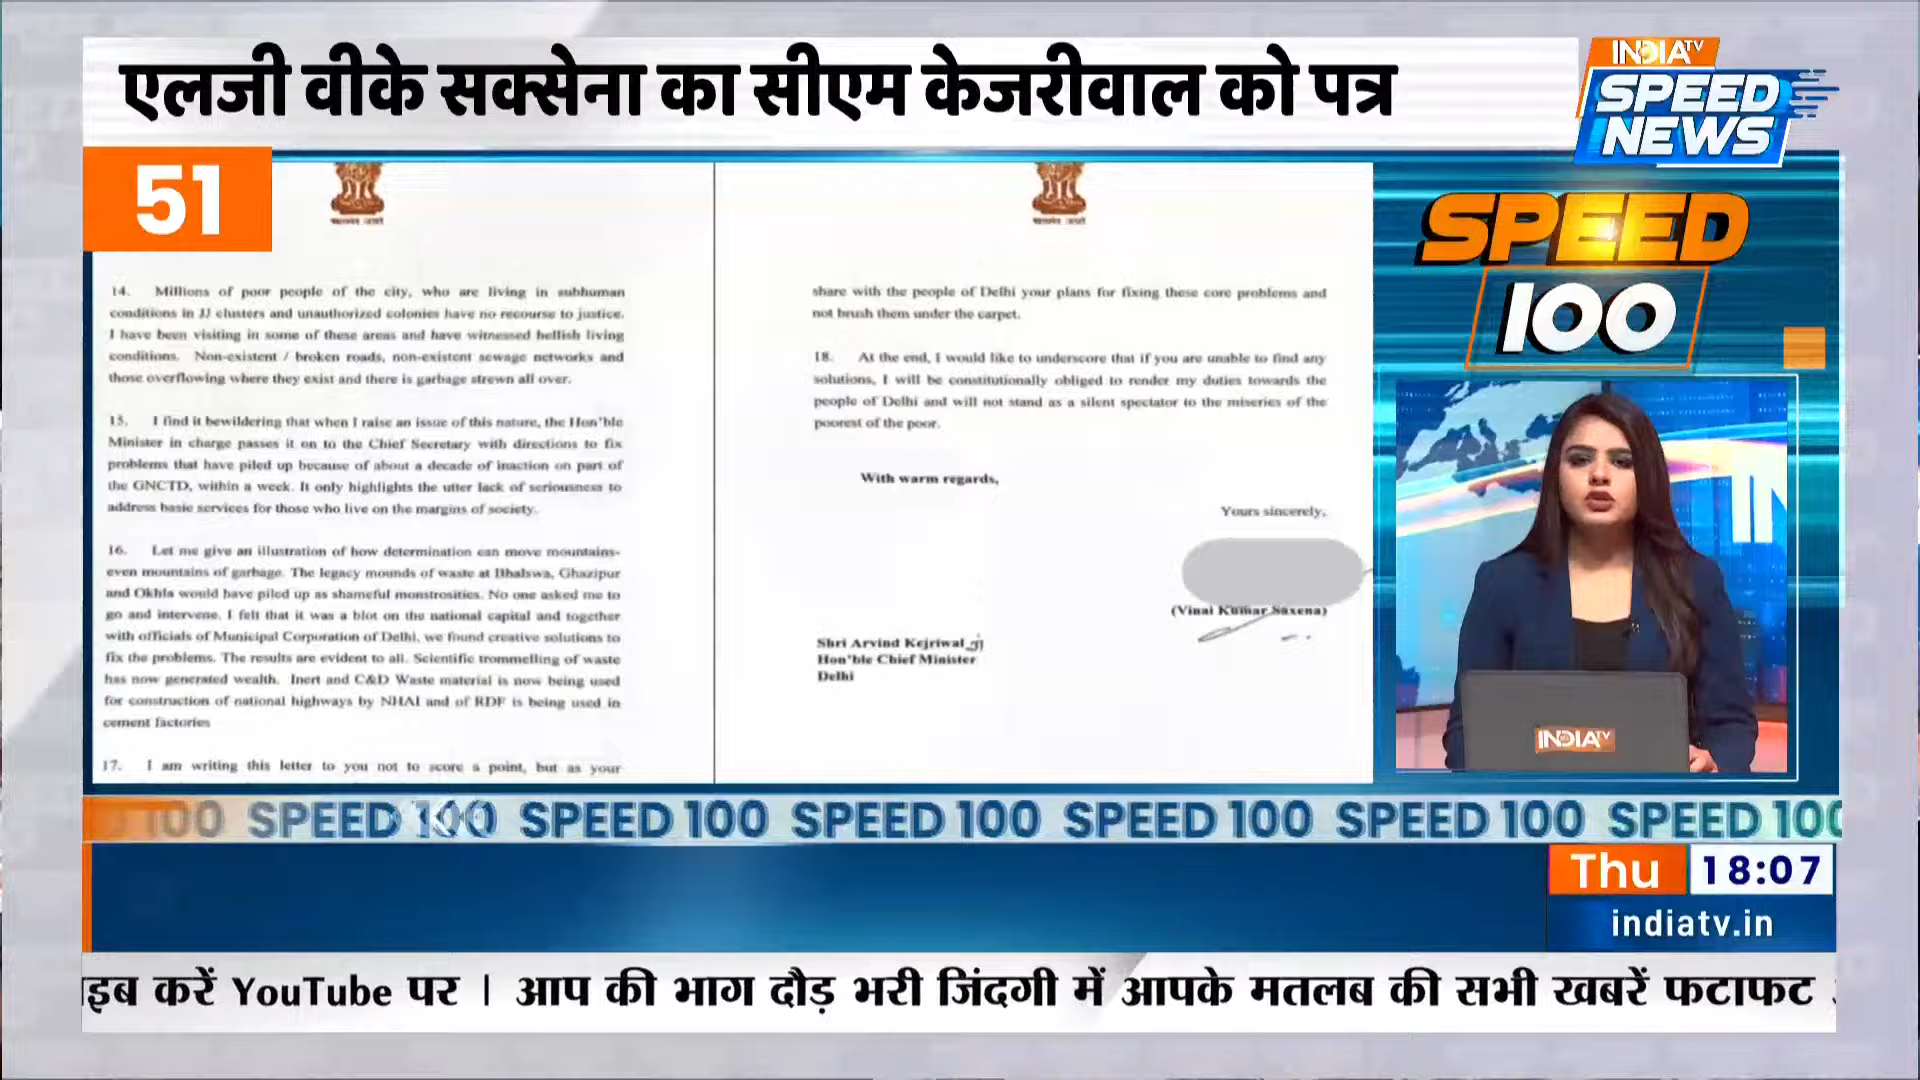 एलजी वीके सक्सेना का सीएम केजरीवाल को पत्र
INDIA TV
SPEED
NEWS
51
14. Millions of poor people of the city, who are living in subhuman
conditions in JJ clusters and unauthorized colonies have no recourse to justice.
I have been visiting in some of these areas and have witnessed hellish living
conditions. Non-existent / broken roads, non-existent sewage networks and
those overflowing where they exist and there is garbage strewn all over.
15. I find it bewildering that when I raise an issue of this nature, the Hon'ble
Minister in charge passes it on to the Chief Secretary with directions to fix
problems that have piled up because of about a decade of inaction on part of
the GNCTD, within a week. It only highlights the utter lack of seriousness to
address basic services for those who live on the margins of society.
16. Let me give an illustration of how determination can move mountains-
even mountains of garbage. The legacy mounds of waste at Bhalswa, Ghazipur
and Okhla would have piled up as shameful monstrosities. No one asked me to
go and intervene. I felt that it was a blot on the national capital and together
with officials of Municipal Corporation of Delhi, we found creative solutions to
fix the problems. The results are evident to all. Scientific trommelling of waste
has now generated wealth. Inert and C&D Waste material is now being used
for construction of national highways by NHAI and of RDF is being used in
cement factories
17. I am writing this letter to you not to score a point, but as your
share with the people of Delhi your plans for fixing these core problems and
not brush them under the carpet.
18. At the end, I would like to underscore that if you are unable to find any
solutions, I will be constitutionally obliged to render my duties towards the
people of Delhi and will not stand as a silent spectator to the miseries of the
poorest of the poor.
With warm regards,
Yours sincerely,
(Vinai Kumar Saxena)
Shri Arvind Kejriwal जी
Hon'ble Chief Minister
Delhi
SPEED
100
INDIA TV
100 SPEED 100 SPEED 100 SPEED 100 SPEED 100 SPEED 100 SPEED 100
Thu 18:07
indiatv.in
करें YouTube पर | आप की भाग दौड़ भरी जिंदगी में आपके मतलब की सभी खबरें फटाफट